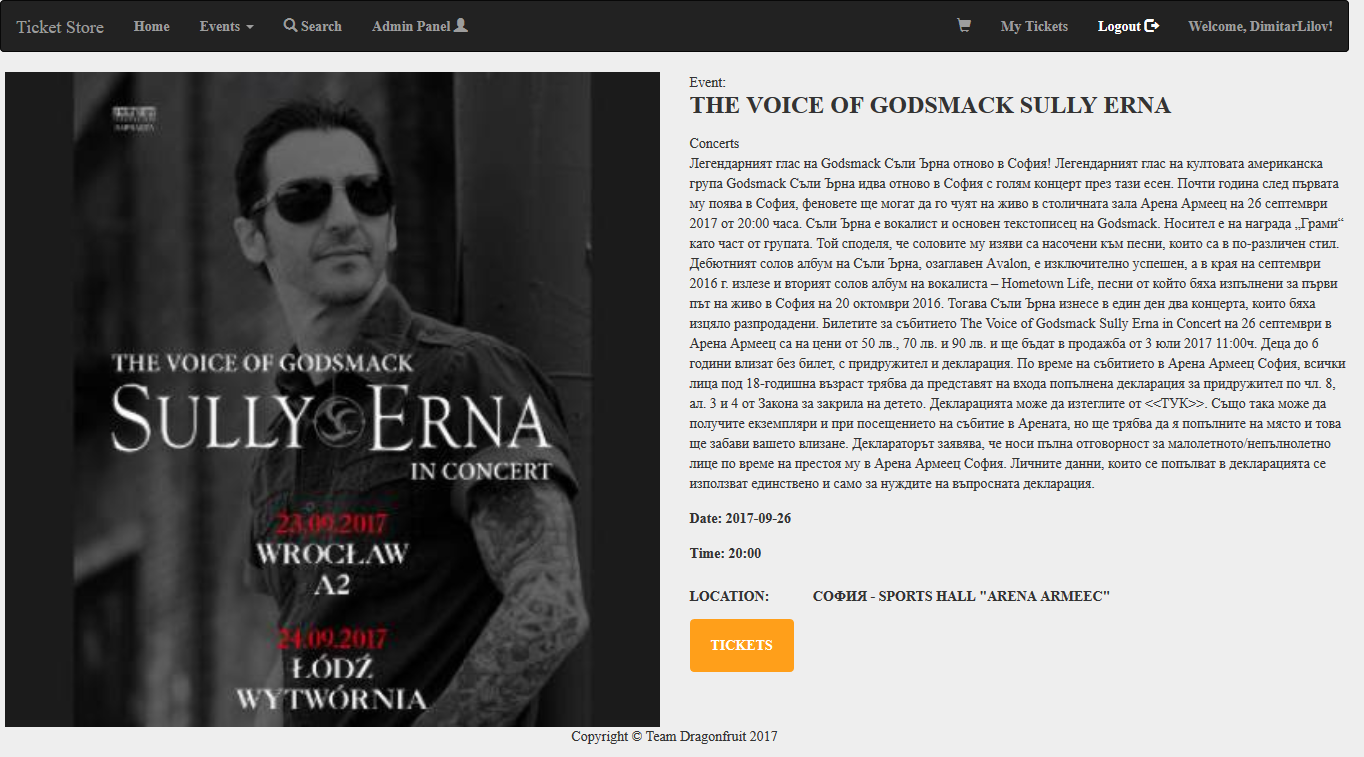 Ticket Store
Home
Events
Search
Admin Panel
My Tickets
Logout
Welcome, DimitarLilov!
THE VOICE OF GODSMACK
SULLY ERNA
IN CONCERT
23.09.2017
WROCŁAW
A2
24.09.2017
ŁÓDŹ
WYTWÓRNIA
Event:
THE VOICE OF GODSMACK SULLY ERNA
Concerts
Легендарният глас на Godsmack Съли Ърна отново в София! Легендарният глас на култовата американска
група Godsmack Съли Ърна идва отново в София с голям концерт през тази есен. Почти година след първата
му поява в София, феновете ще могат да го чуят на живо в столичната зала Арена Армеец на 26 септември
2017 от 20:00 часа. Съли Ърна е вокалист и основен текстописец на Godsmack. Носител е на награда „Грами“
като част от групата. Той споделя, че соловите му изяви са насочени към песни, които са в по-различен стил.
Дебютният солов албум на Съли Ърна, озаглавен Avalon, е изключително успешен, а в края на септември
2016 г. излезе и вторият солов албум на вокалиста – Hometown Life, песни от който бяха изпълнени за първи
път на живо в София на 20 октомври 2016. Тогава Съли Ърна изнесе в един ден два концерта, които бяха
изцяло разпродадени. Билетите за събитието The Voice of Godsmack Sully Erna in Concert на 26 септември в
Арена Армеец са на цени от 50 лв., 70 лв. и 90 лв. и ще бъдат в продажба от 3 юли 2017 11:00ч. Деца до 6
години влизат без билет, с придружител и декларация. По време на събитието в Арена Армеец София, всички
лица под 18-годишна възраст трябва да представят на входа попълнена декларация за придружител по чл. 8,
ал. 3 и 4 от Закона за закрила на детето. Декларацията може да изтеглите от <<ТУК>>. Също така може да
получите екземпляри и при посещението на събитие в Арената, но ще трябва да я попълните на място и това
ще забави вашето влизане. Деклараторът заявява, че носи пълна отговорност за малолетното/непълнолетно
лице по време на престоя му в Арена Армеец София. Личните данни, които се попълват в декларацията се
използват единствено и само за нуждите на въпросната декларация.
Date: 2017-09-26
Time: 20:00
LOCATION: СОФИЯ - SPORTS HALL "ARENA ARMEEC"
TICKETS
Copyright © Team Dragonfruit 2017